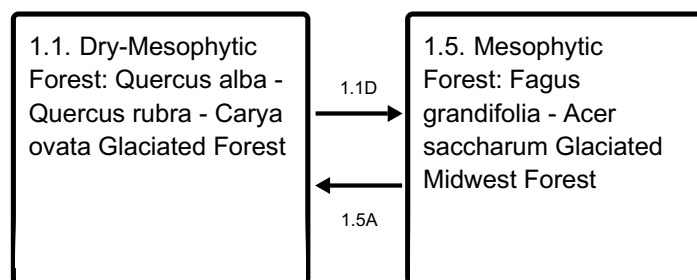 1.1. Dry-Mesophytic
Forest: Quercus alba -
Quercus rubra - Carya
ovata Glaciated Forest
1.1D
1.5A
1.5. Mesophytic
Forest: Fagus
grandifolia - Acer
saccharum Glaciated
Midwest Forest